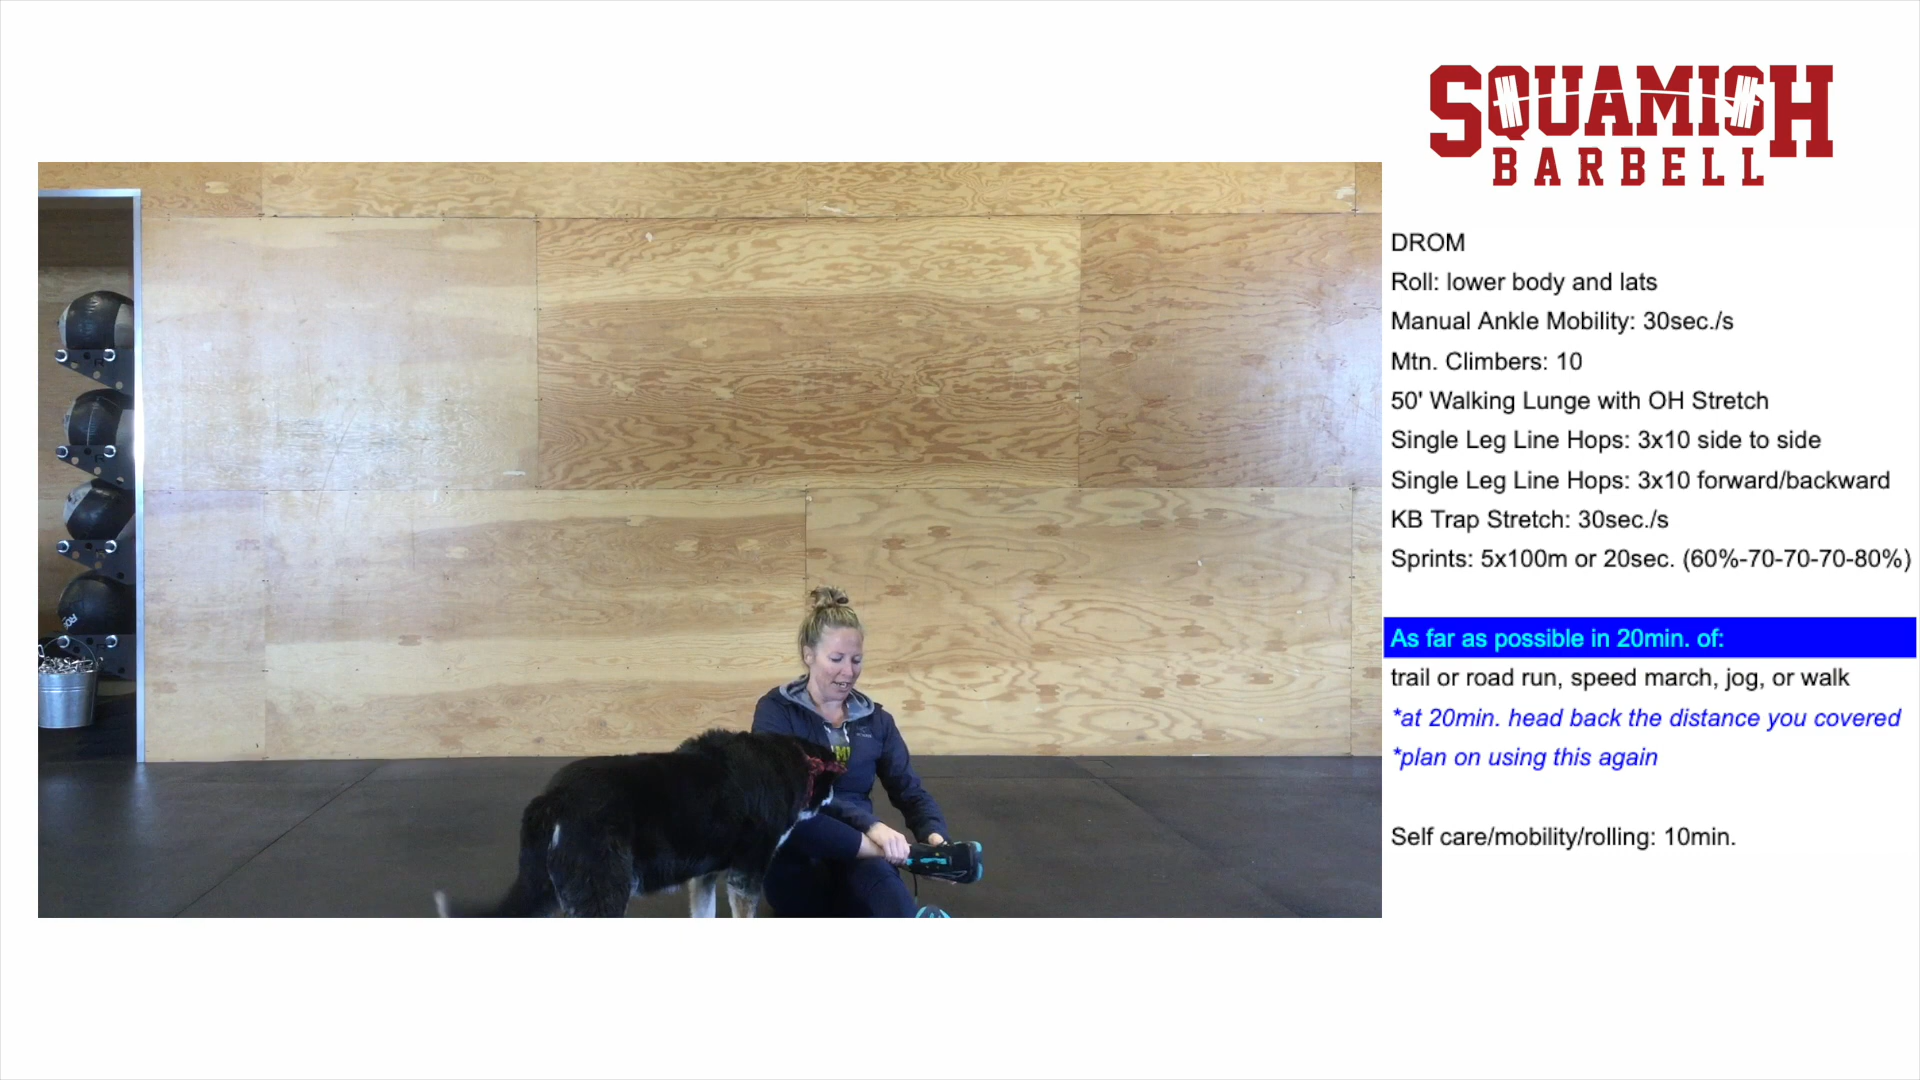 SQUAMISH
BARBELL
DROM
Roll: lower body and lats
Manual Ankle Mobility: 30sec./s
Mtn. Climbers: 10
50' Walking Lunge with OH Stretch
Single Leg Line Hops: 3x10 side to side
Single Leg Line Hops: 3x10 forward/backward
KB Trap Stretch: 30sec./s
Sprints: 5x100m or 20sec. (60%-70-70-70-80%)
As far as possible in 20min. of:
trail or road run, speed march, jog, or walk
*at 20min. head back the distance you covered
*plan on using this again
Self care/mobility/rolling: 10min.